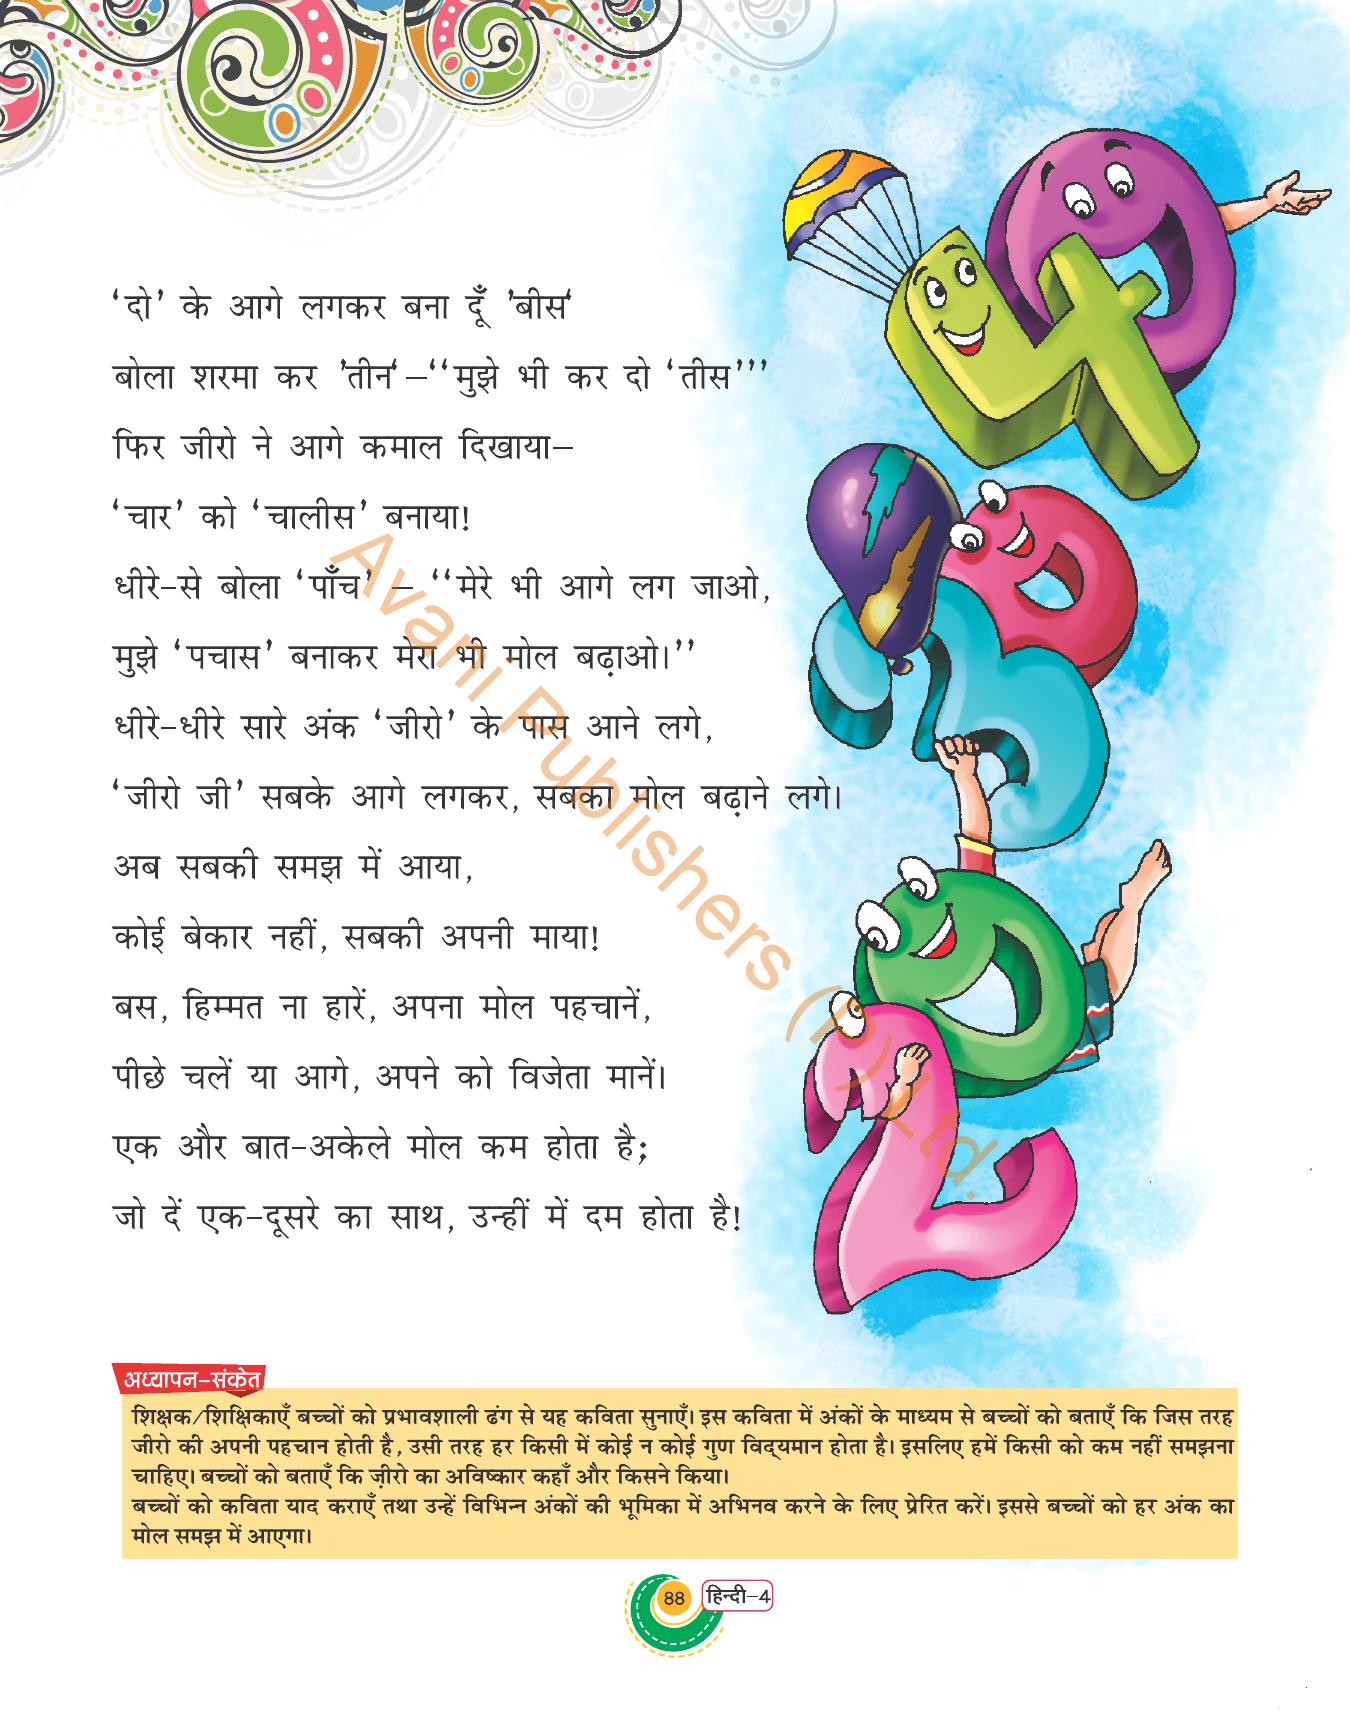 ‘दो’ के आगे लगकर बना दूँ ’बीस‘
बोला शरमा कर ’तीन‘ –‘‘मुझे भी कर दो ‘तीस’’’
फिर जीरो ने आगे कमाल दिखाया–
‘चार’ को ‘चालीस’ बनाया!
धीरे-से बोला ‘पाँच’ – ‘‘मेरे भी आगे लग जाओ,
मुझे ‘पचास’ बनाकर मेरा भी मोल बढ़ाओ।’’
धीरे-धीरे सारे अंक ‘जीरो’ के पास आने लगे,
‘जीरो जी’ सबके आगे लगकर, सबका मोल बढ़ाने लगे।
अब सबकी समझ में आया,
कोई बेकार नहीं, सबकी अपनी माया!
बस, हिम्मत ना हारें, अपना मोल पहचानें,
पीछे चलें या आगे, अपने को विजेता मानें।
एक और बात-अकेले मोल कम होता है;
जो दें एक-दूसरे का साथ, उन्हीं में दम होता है!
40
30
20
Avani Publishers (P) Ltd.
अध्यापन-संकेत
शिक्षक/शिक्षिकाएँ बच्चों को प्रभावशाली ढंग से यह कविता सुनाएँ। इस कविता में अंकों के माध्यम से बच्चों को बताएँ कि जिस तरह
जीरो की अपनी पहचान होती है, उसी तरह हर किसी में कोई न कोई गुण विद्यमान होता है। इसलिए हमें किसी को कम नहीं समझना
चाहिए। बच्चों को बताएँ कि ज़ीरो का अविष्कार कहाँ और किसने किया।
बच्चों को कविता याद कराएँ तथा उन्हें विभिन्न अंकों की भूमिका में अभिनव करने के लिए प्रेरित करें। इससे बच्चों को हर अंक का
मोल समझ में आएगा।
88 हिन्दी-4